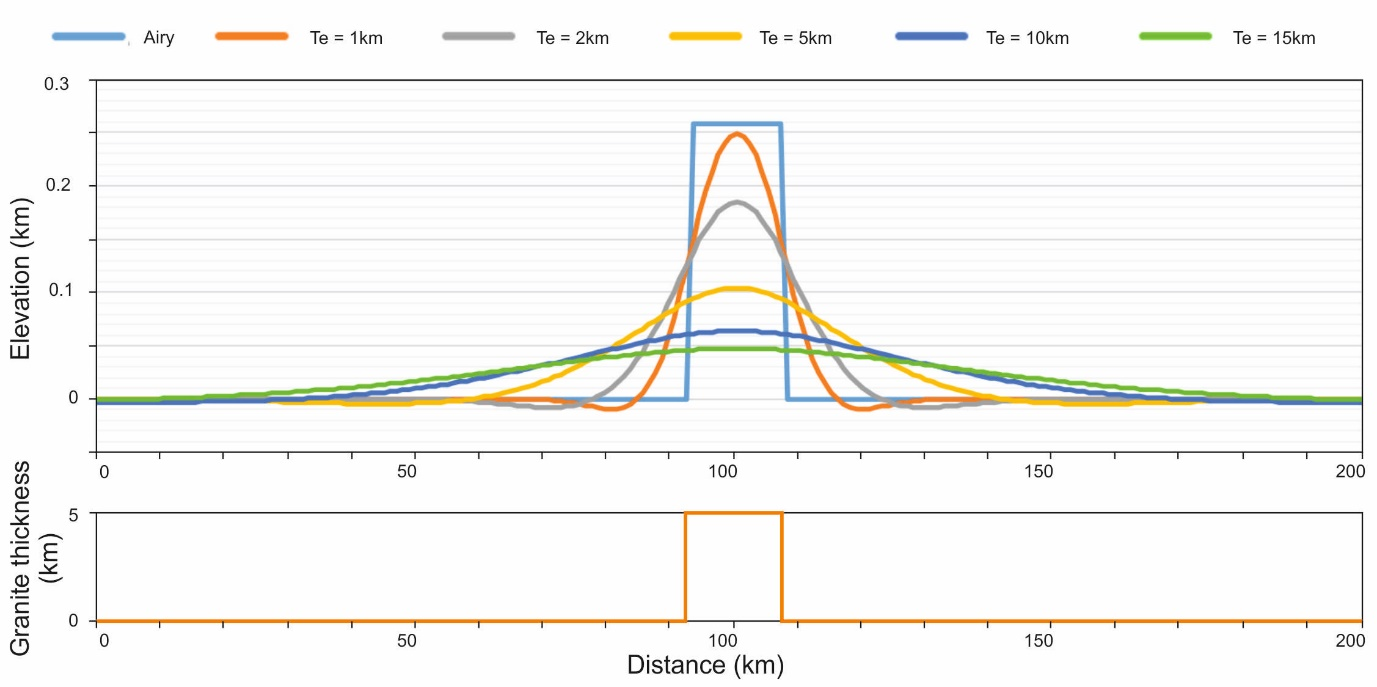 Airy Te = 1km Te = 2km Te = 5km Te = 10km Te = 15km
0.3
0.2
0.1
0
Elevation (km)
0 50 100 150 200
5
0
Granite thickness
(km)
0 50 100 150 200
Distance (km)